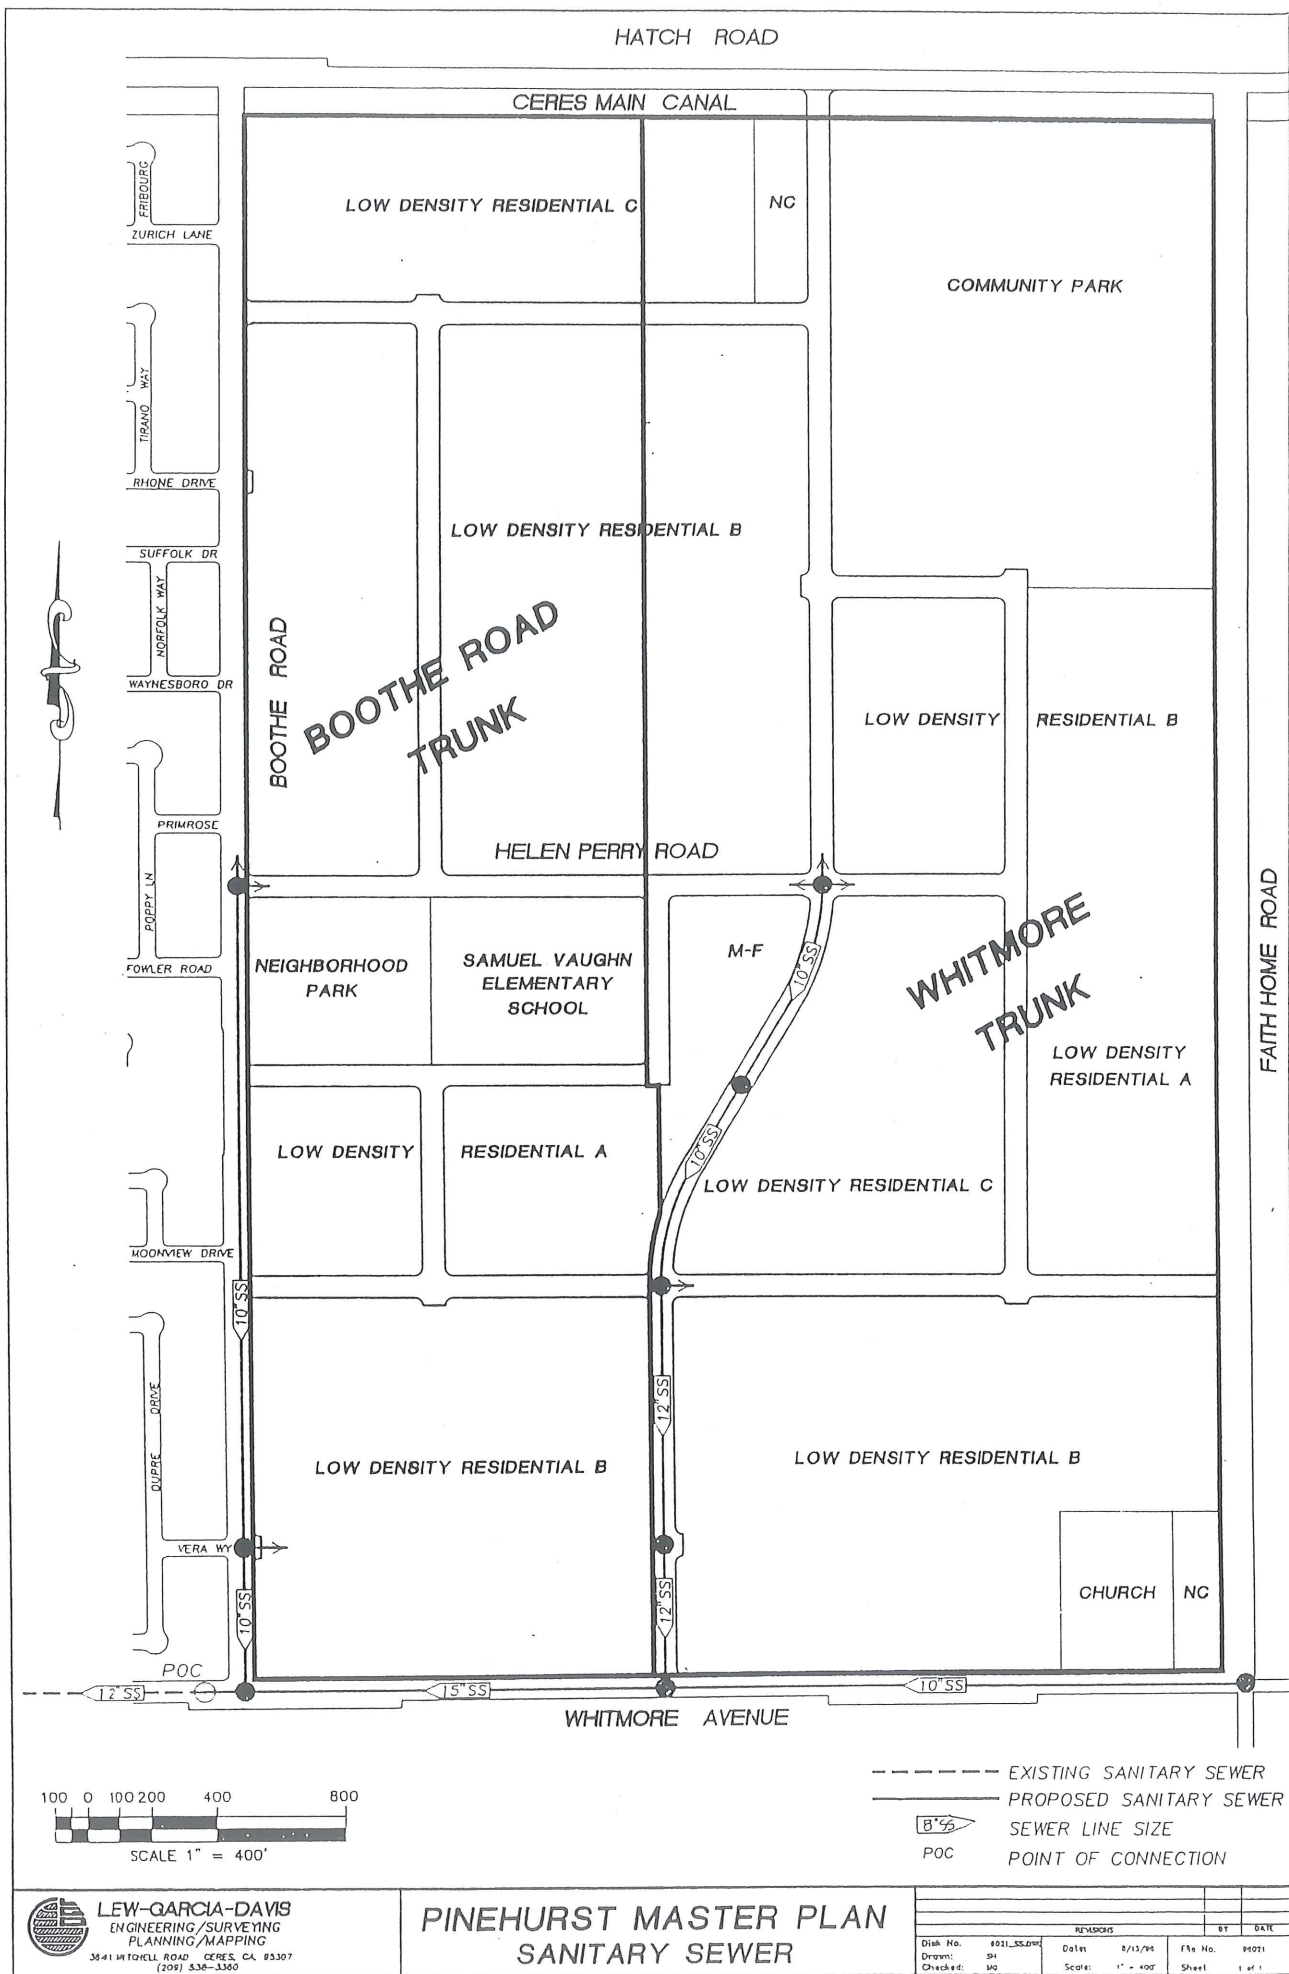 HATCH ROAD
CERES MAIN CANAL
FRIBOURG
ZURICH LANE
LOW DENSITY RESIDENTIAL C
NC
COMMUNITY PARK
TIRANO WAY
RHONE DRIVE
SUFFOLK DR
NORFOLK WAY
WAYNESBORO DR
LOW DENSITY RESIDENTIAL B
BOOTHE ROAD
BOOTHE ROAD
TRUNK
LOW DENSITY RESIDENTIAL B
PRIMROSE
POPPY LN
FOWLER ROAD
HELEN PERRY ROAD
NEIGHBORHOOD
PARK
SAMUEL VAUGHN
ELEMENTARY
SCHOOL
M-F
10"SS
WHITMORE
TRUNK
FAITH HOME ROAD
LOW DENSITY
RESIDENTIAL A
LOW DENSITY RESIDENTIAL A
10"SS
LOW DENSITY RESIDENTIAL C
MOONVIEW DRIVE
10"SS
DUPRE DRIVE
12"SS
LOW DENSITY RESIDENTIAL B
LOW DENSITY RESIDENTIAL B
VERA WY
10"SS
12"SS
CHURCH
NC
POC
12"SS
15"SS
10"SS
WHITMORE AVENUE
100 0 100 200 400 800
SCALE 1" = 400'
EXISTING SANITARY SEWER
PROPOSED SANITARY SEWER
8"SS SEWER LINE SIZE
POC POINT OF CONNECTION
LEW-GARCIA-DAVIS
ENGINEERING/SURVEYING
PLANNING/MAPPING
3641 MITCHELL ROAD CERES, CA. 95307
(209) 538-3360
PINEHURST MASTER PLAN
SANITARY SEWER
REVISIONS BY DATE
Disk No. Date: File No.
Drawn: SH Scale: 1" = 400' Sheet 1 of 1
Checked: